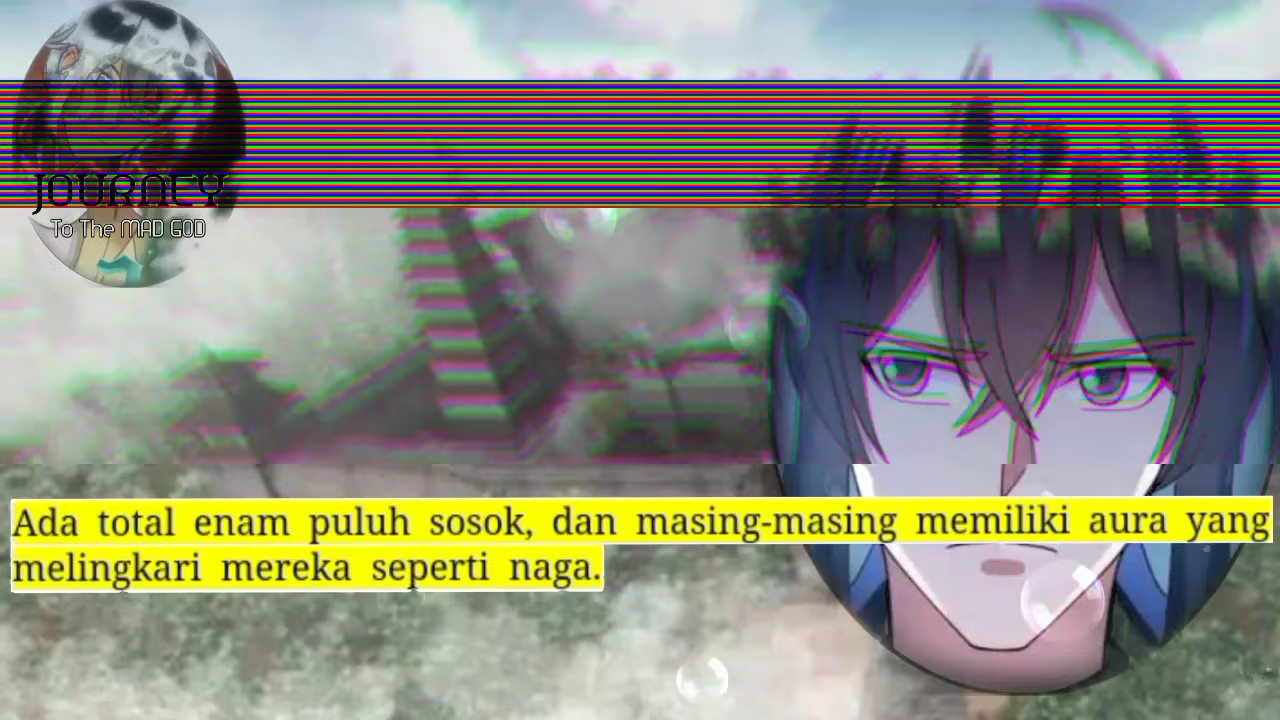 JOURNEY
To The MAD GOD
Ada total enam puluh sosok, dan masing-masing memiliki aura yang
melingkari mereka seperti naga.